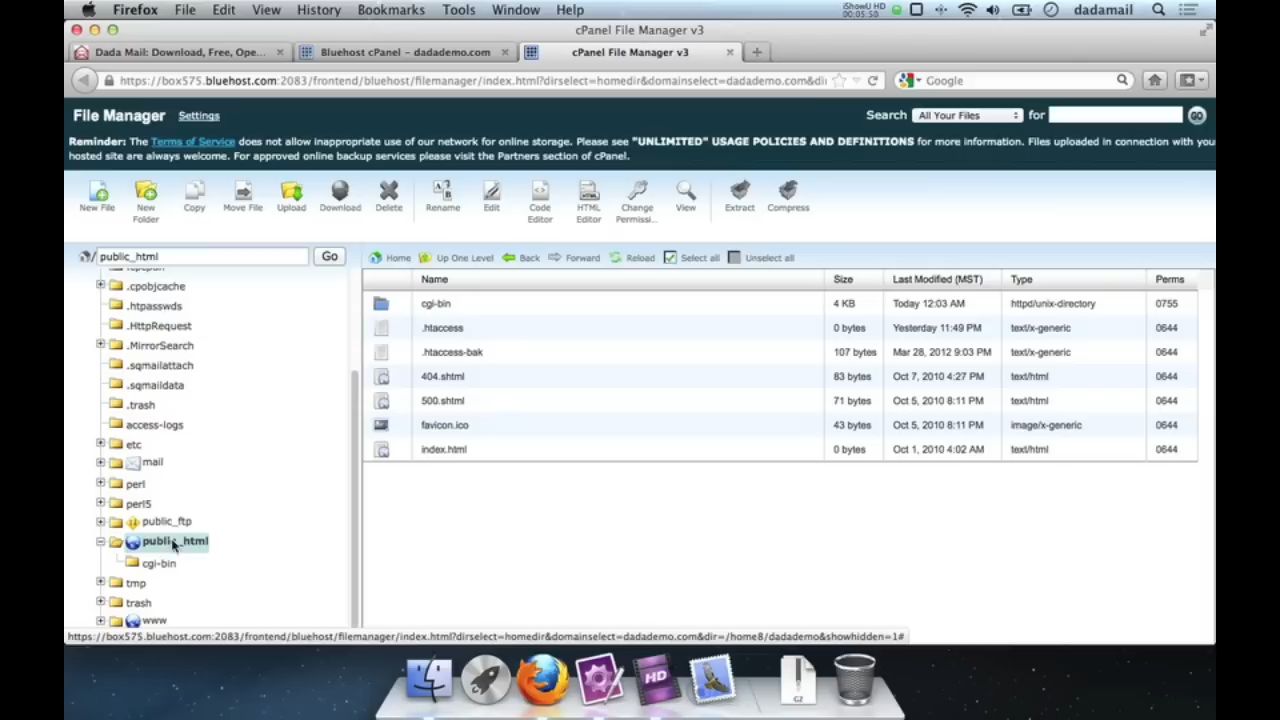 Firefox File Edit View History Bookmarks Tools Window Help iShowU HD 00:05:50 dadamail
cPanel File Manager v3
Dada Mail: Download, Free, Ope... × Bluehost cPanel – dadademo.com × cPanel File Manager v3 ×
https://box575.bluehost.com:2083/frontend/bluehost/filemanager/index.html?dirselect=homedir&domainselect=dadademo.com&di Google
File Manager Settings Search All Your Files for GO
Reminder: The Terms of Service does not allow inappropriate use of our network for online storage. Please see "UNLIMITED" USAGE POLICIES AND DEFINITIONS for more information. Files uploaded in connection with you
hosted site are always welcome. For approved online backup services please visit the Partners section of cPanel.
New File New Folder Copy Move File Upload Download Delete Rename Edit Code Editor HTML Editor Change Permissi... View Extract Compress
/ public_html Go Home Up One Level Back Forward Reload Select all Unselect all
Name Size Last Modified (MST) Type Perms
cgi-bin 4 KB Today 12:03 AM httpd/unix-directory 0755
.htaccess 0 bytes Yesterday 11:49 PM text/x-generic 0644
.htaccess-bak 107 bytes Mar 28, 2012 9:03 PM text/x-generic 0644
404.shtml 83 bytes Oct 7, 2010 4:27 PM text/html 0644
500.shtml 71 bytes Oct 5, 2010 8:11 PM text/html 0644
favicon.ico 43 bytes Oct 5, 2010 8:11 PM image/x-generic 0644
index.html 0 bytes Oct 1, 2010 4:02 AM text/html 0644
.cpobjcache
.htpasswds
.HttpRequest
.MirrorSearch
.sqmailattach
.sqmaildata
.trash
access-logs
etc
mail
perl
perl5
public_ftp
public_html
cgi-bin
tmp
trash
www
https://box575.bluehost.com:2083/frontend/bluehost/filemanager/index.html?dirselect=homedir&domainselect=dadademo.com&dir=/home8/dadademo&showhidden=1#
HD
GZ